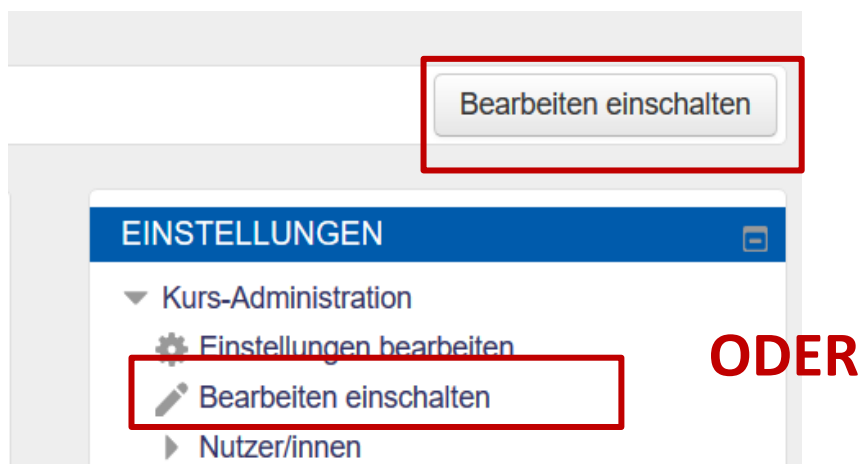 Bearbeiten einschalten
EINSTELLUNGEN
Kurs-Administration
Einstellungen bearbeiten
ODER
Bearbeiten einschalten
Nutzer/innen